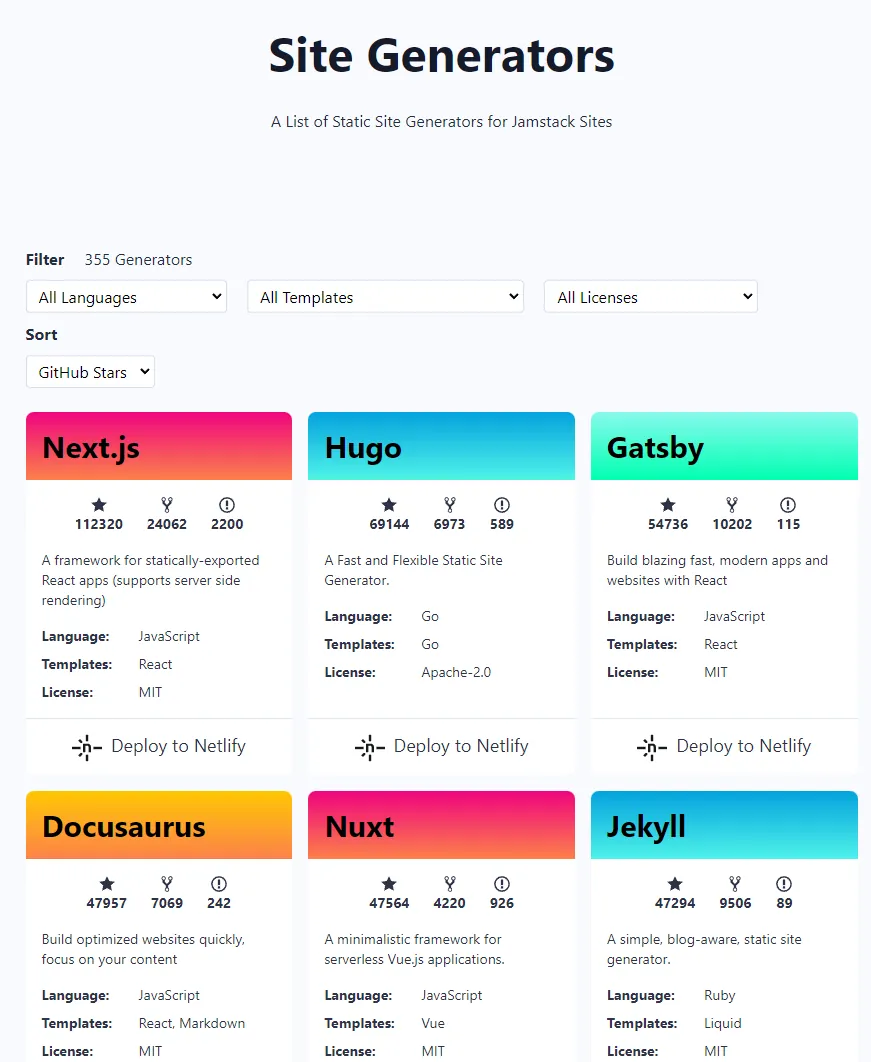 Site Generators
A List of Static Site Generators for Jamstack Sites
Filter 355 Generators
All Languages All Templates All Licenses
Sort
GitHub Stars
Next.js
112320 24062 2200
A framework for statically-exported
React apps (supports server side
rendering)
Language: JavaScript
Templates: React
License: MIT
Deploy to Netlify
Hugo
69144 6973 589
A Fast and Flexible Static Site
Generator.
Language: Go
Templates: Go
License: Apache-2.0
Deploy to Netlify
Gatsby
54736 10202 115
Build blazing fast, modern apps and
websites with React
Language: JavaScript
Templates: React
License: MIT
Deploy to Netlify
Docusaurus
47957 7069 242
Build optimized websites quickly,
focus on your content
Language: JavaScript
Templates: React, Markdown
License: MIT
Nuxt
47564 4220 926
A minimalistic framework for
serverless Vue.js applications.
Language: JavaScript
Templates: Vue
License: MIT
Jekyll
47294 9506 89
A simple, blog-aware, static site
generator.
Language: Ruby
Templates: Liquid
License: MIT